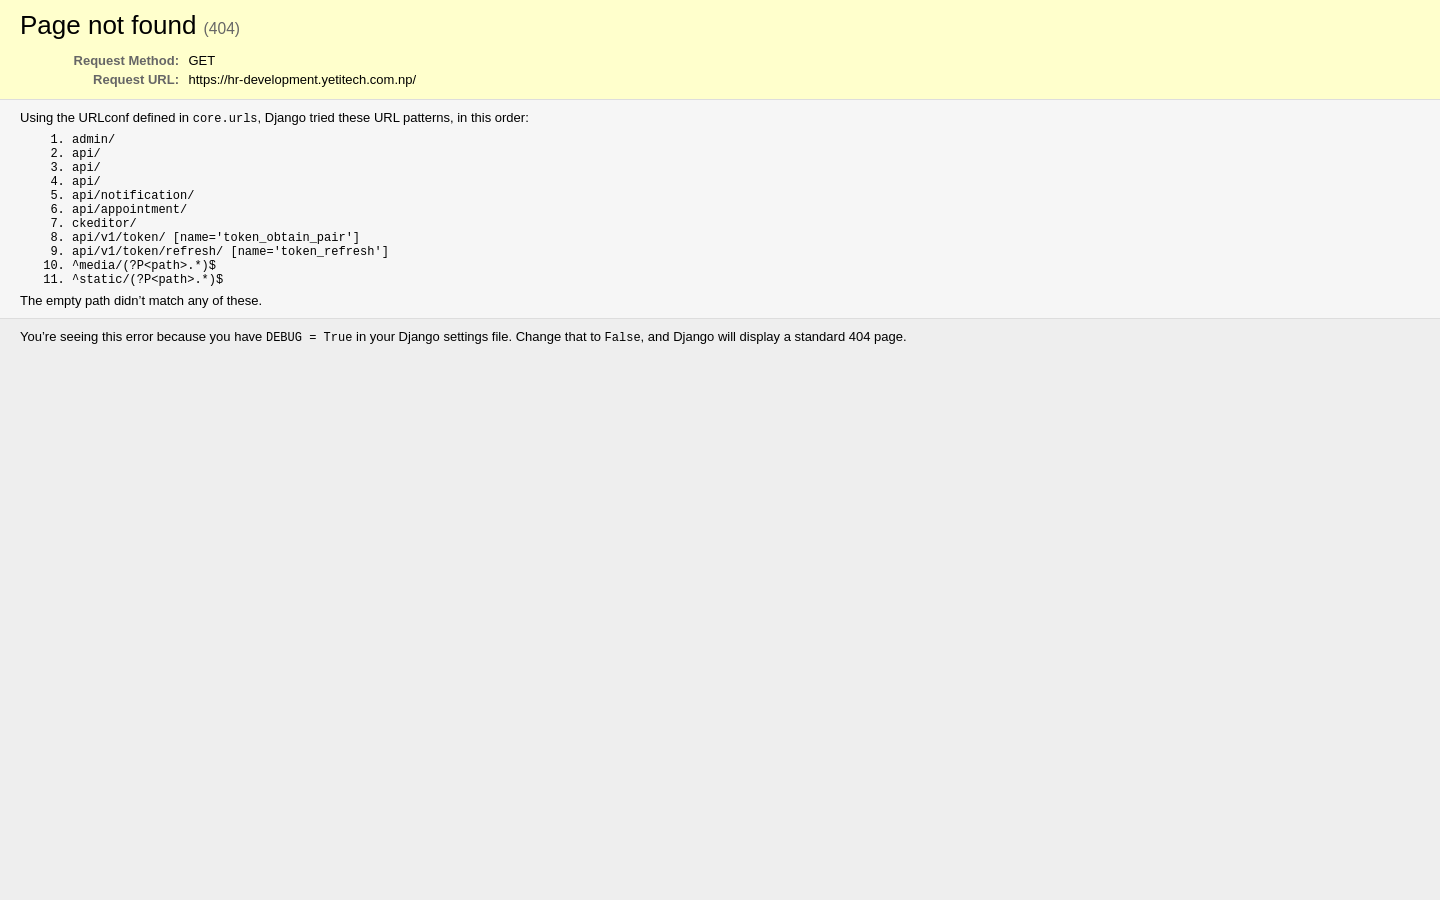 Page not found (404)
Request Method: GET
Request URL: https://hr-development.yetitech.com.np/
Using the URLconf defined in core.urls, Django tried these URL patterns, in this order:
1. admin/
2. api/
3. api/
4. api/
5. api/notification/
6. api/appointment/
7. ckeditor/
8. api/v1/token/ [name='token_obtain_pair']
9. api/v1/token/refresh/ [name='token_refresh']
10. ^media/(?P<path>.*)$
11. ^static/(?P<path>.*)$
The empty path didn’t match any of these.
You’re seeing this error because you have DEBUG = True in your Django settings file. Change that to False, and Django will display a standard 404 page.